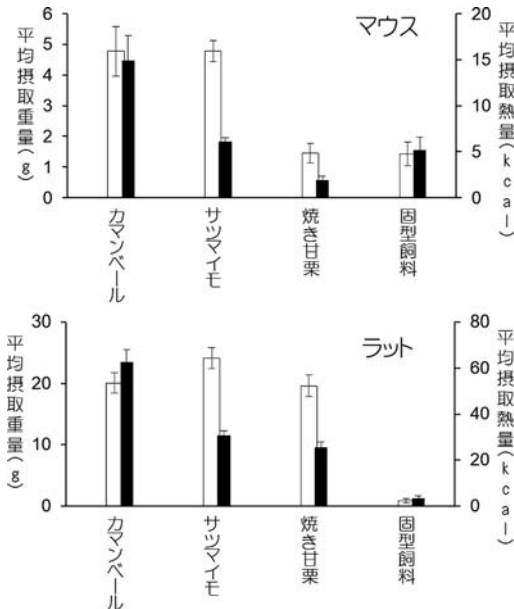 マウス
平均摂取重量(g)
6
5
4
3
2
1
0
平均摂取熱量(kcal)
20
15
10
5
0
カマンベール
サツマイモ
焼き甘栗
固型飼料
ラット
平均摂取重量(g)
30
20
10
0
平均摂取熱量(kcal)
80
60
40
20
0
カマンベール
サツマイモ
焼き甘栗
固型飼料